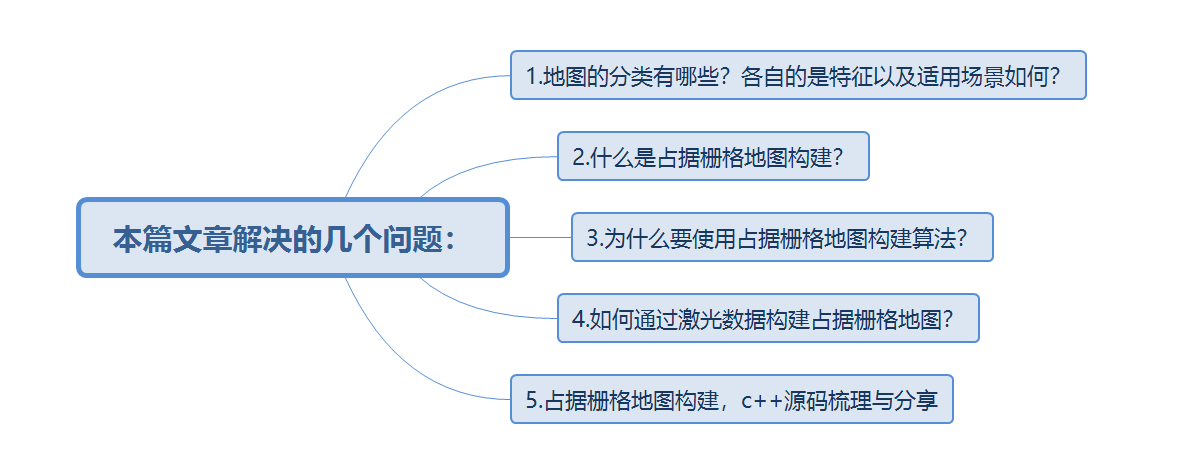 1.地图的分类有哪些？各自的是特征以及适用场景如何？
2.什么是占据栅格地图构建？
本篇文章解决的几个问题：
3.为什么要使用占据栅格地图构建算法？
4.如何通过激光数据构建占据栅格地图？
5.占据栅格地图构建，c++源码梳理与分享